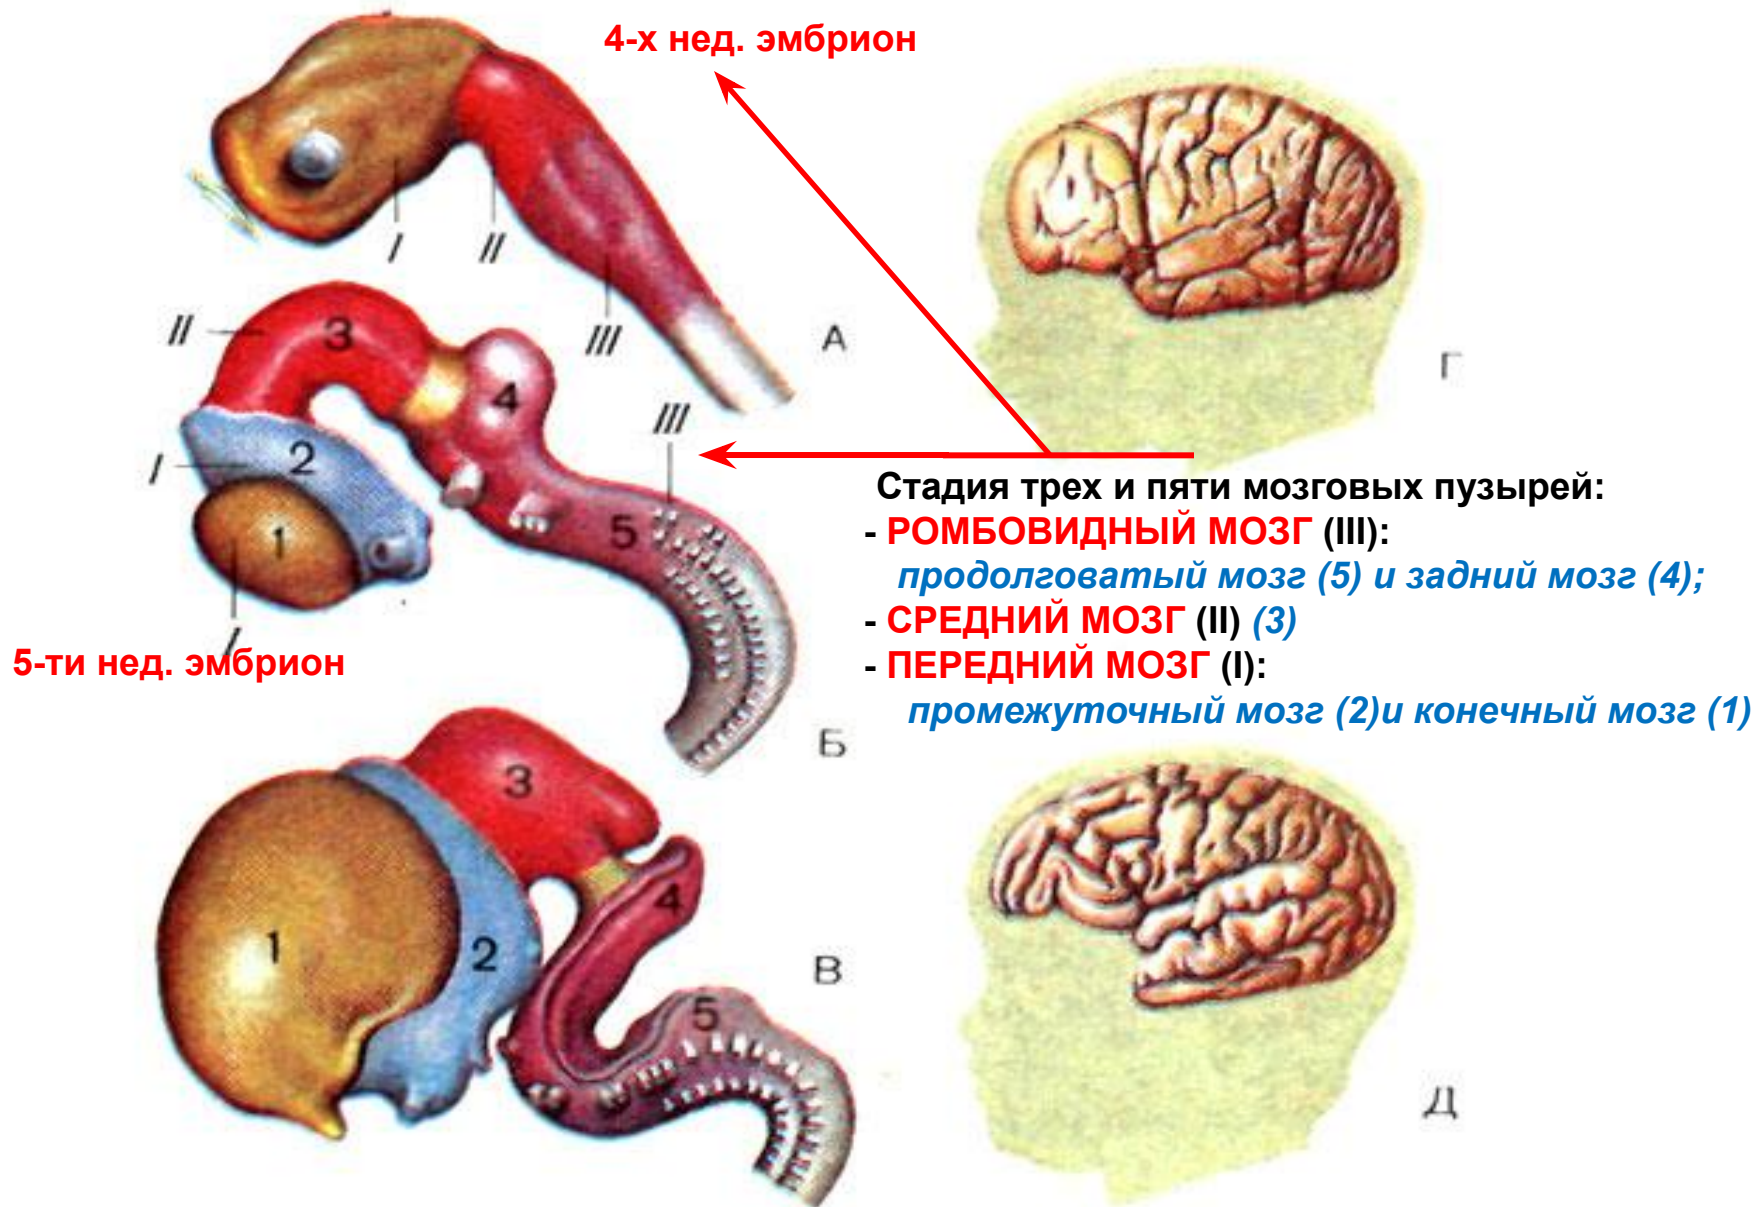 4-х нед. эмбрион
I
II
III
А
II
3
4
III
I
2
1
5
I
Г
Стадия трех и пяти мозговых пузырей:
- РОМБОВИДНЫЙ МОЗГ (III):
продолговатый мозг (5) и задний мозг (4);
- СРЕДНИЙ МОЗГ (II) (3)
- ПЕРЕДНИЙ МОЗГ (I):
промежуточный мозг (2)и конечный мозг (1)
5-ти нед. эмбрион
Б
3
4
1
2
В
5
Д